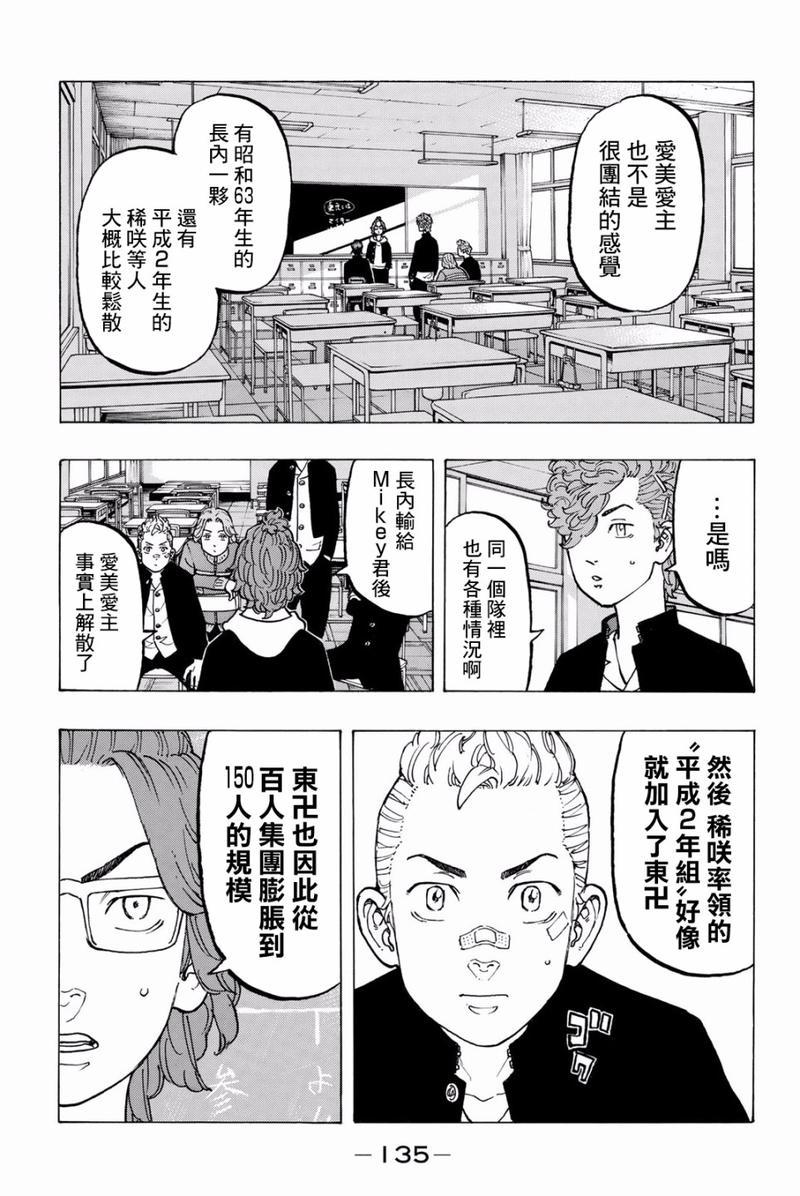 愛美愛主
也不是
很團結的感覺
有昭和63年生的
長內一夥
還有
平成2年生的
稀咲等人
大概比較鬆散
…是嗎
同一個隊裡
也有各種情況啊
長內輸給
Mikey君後
愛美愛主
事實上解散了
然後 稀咲率領的
〝平成2年組〞好像
就加入了東卍
ゴク
東卍也因此從
百人集團膨脹到
150人的規模
参
よ
—135—